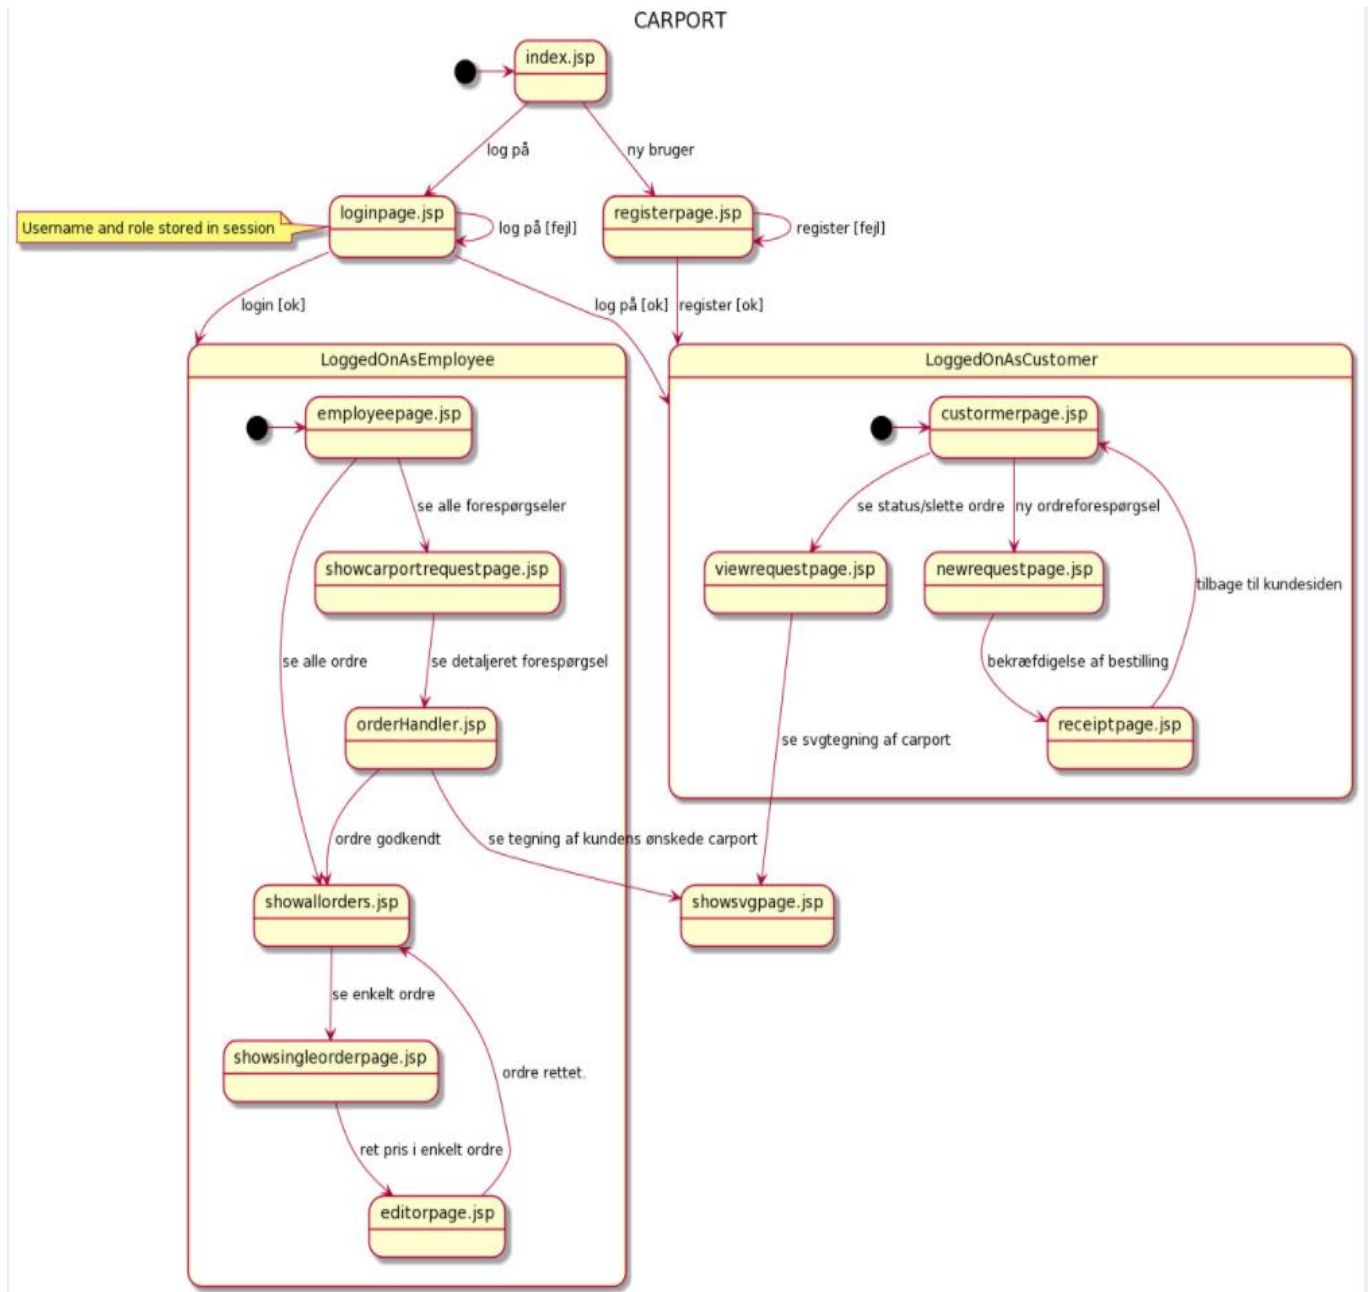 CARPORT
index.jsp
log på
ny bruger
Username and role stored in session
loginpage.jsp
log på [fejl]
registerpage.jsp
register [fejl]
login [ok]
log på [ok]
register [ok]
LoggedOnAsEmployee
LoggedOnAsCustomer
employeepage.jsp
custormerpage.jsp
se alle forespørgseler
se status/slette ordre
ny ordreforespørgsel
showcarportrequestpage.jsp
viewrequestpage.jsp
newrequestpage.jsp
tilbage til kundesiden
se alle ordre
se detaljeret forespørgsel
bekræfdigelse af bestilling
orderHandler.jsp
receiptpage.jsp
se svgtegning af carport
ordre godkendt
se tegning af kundens ønskede carport
showallorders.jsp
showsvgpage.jsp
se enkelt ordre
showsingleorderpage.jsp
ordre rettet.
ret pris i enkelt ordre
editorpage.jsp